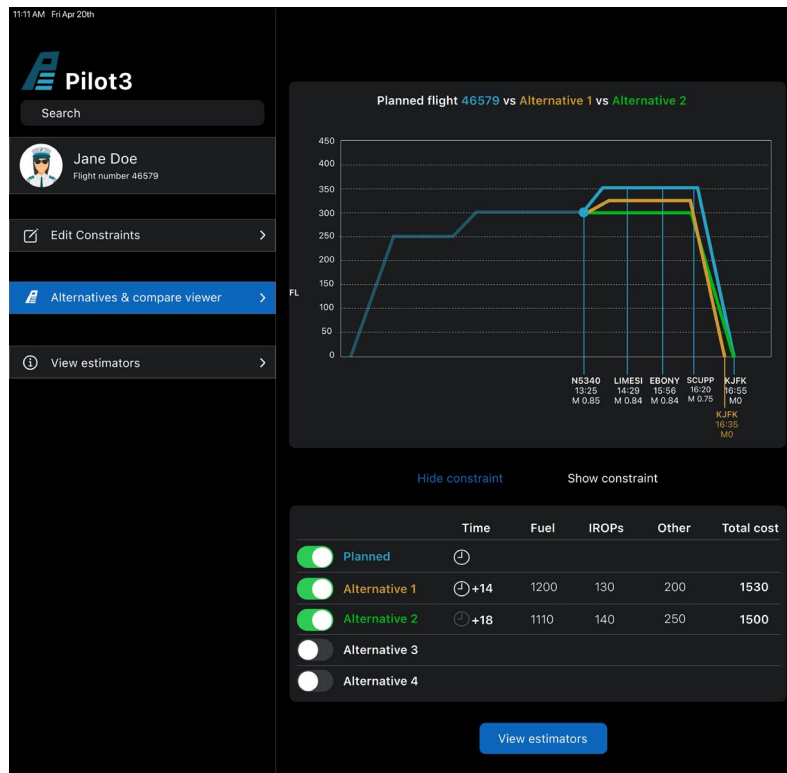 11:11 AM Fri Apr 20th
Pilot3
Search
Jane Doe
Flight number 46579
Edit Constraints
Alternatives & compare viewer
View estimators
Planned flight 46579 vs Alternative 1 vs Alternative 2
450
400
350
300
250
200
FL
150
100
50
0
N5340 LIMESI EBONY SCUPP KJFK
13:25 14:29 15:56 16:20 16:55
M 0.85 M 0.84 M 0.84 M 0.75 M0
KJFK
16:35
M0
Hide constraint Show constraint
Time Fuel IROPs Other Total cost
Planned
Alternative 1 +14 1200 130 200 1530
Alternative 2 +18 1110 140 250 1500
Alternative 3
Alternative 4
View estimators